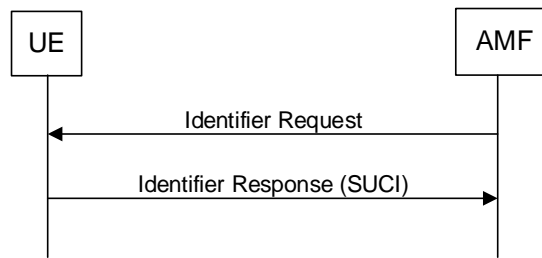 UE
AMF
Identifier Request
Identifier Response (SUCI)